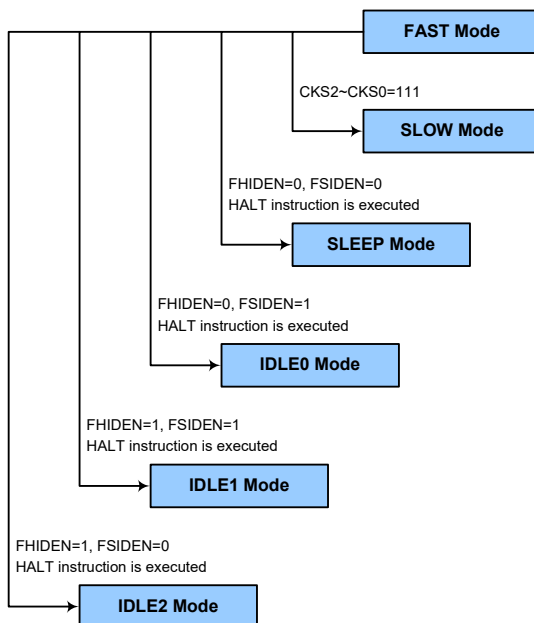 FAST Mode
CKS2~CKS0=111
SLOW Mode
FHIDEN=0, FSIDEN=0
HALT instruction is executed
SLEEP Mode
FHIDEN=0, FSIDEN=1
HALT instruction is executed
IDLE0 Mode
FHIDEN=1, FSIDEN=1
HALT instruction is executed
IDLE1 Mode
FHIDEN=1, FSIDEN=0
HALT instruction is executed
IDLE2 Mode